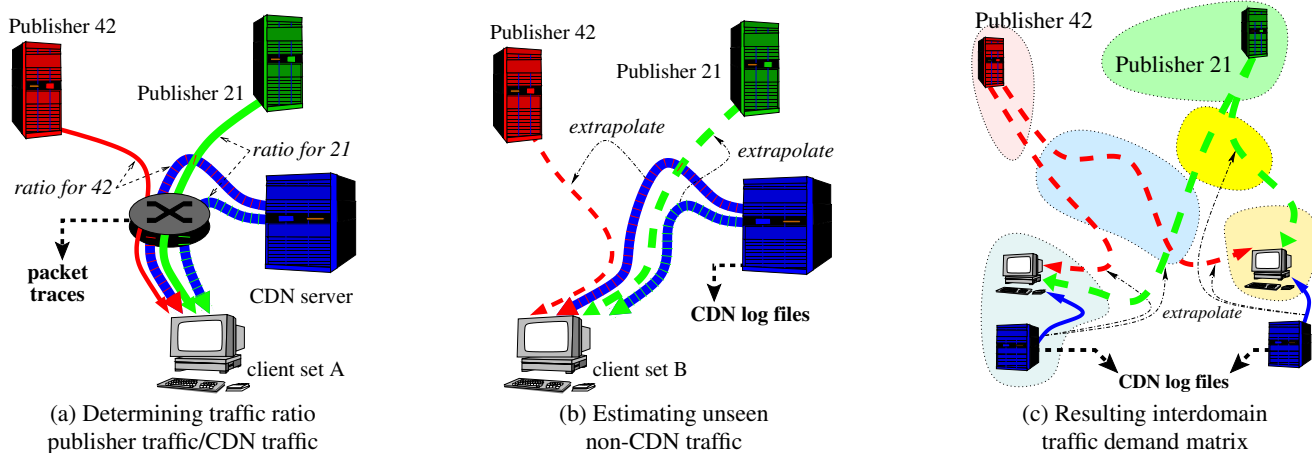 Publisher 42
Publisher 21
ratio for 21
ratio for 42
packet
traces
CDN server
client set A
(a) Determining traffic ratio
publisher traffic/CDN traffic
Publisher 42
Publisher 21
extrapolate
extrapolate
CDN log files
client set B
(b) Estimating unseen
non-CDN traffic
Publisher 42
Publisher 21
extrapolate
CDN log files
(c) Resulting interdomain
traffic demand matrix